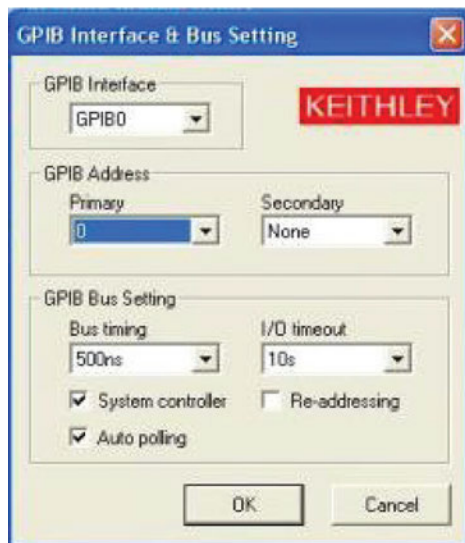 GPIB Interface & Bus Setting
GPIB Interface
GPIB0
KEITHLEY
GPIB Address
Primary
Secondary
0
None
GPIB Bus Setting
Bus timing
I/O timeout
500ns
10s
System controller
Re-addressing
Auto polling
OK
Cancel